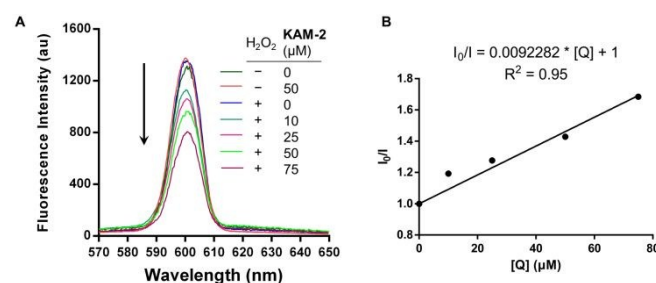 A
Fluorescence Intensity (au)
1600
1200
800
400
0
570 580 590 600 610 620 630 640 650
Wavelength (nm)
H₂O₂ KAM-2
(µM)
− 0
− 50
+ 0
+ 10
+ 25
+ 50
+ 75
B
I₀/I = 0.0092282 * [Q] + 1
R² = 0.95
I₀/I
1.8
1.6
1.4
1.2
1.0
0.8
0 20 40 60 80
[Q] (µM)